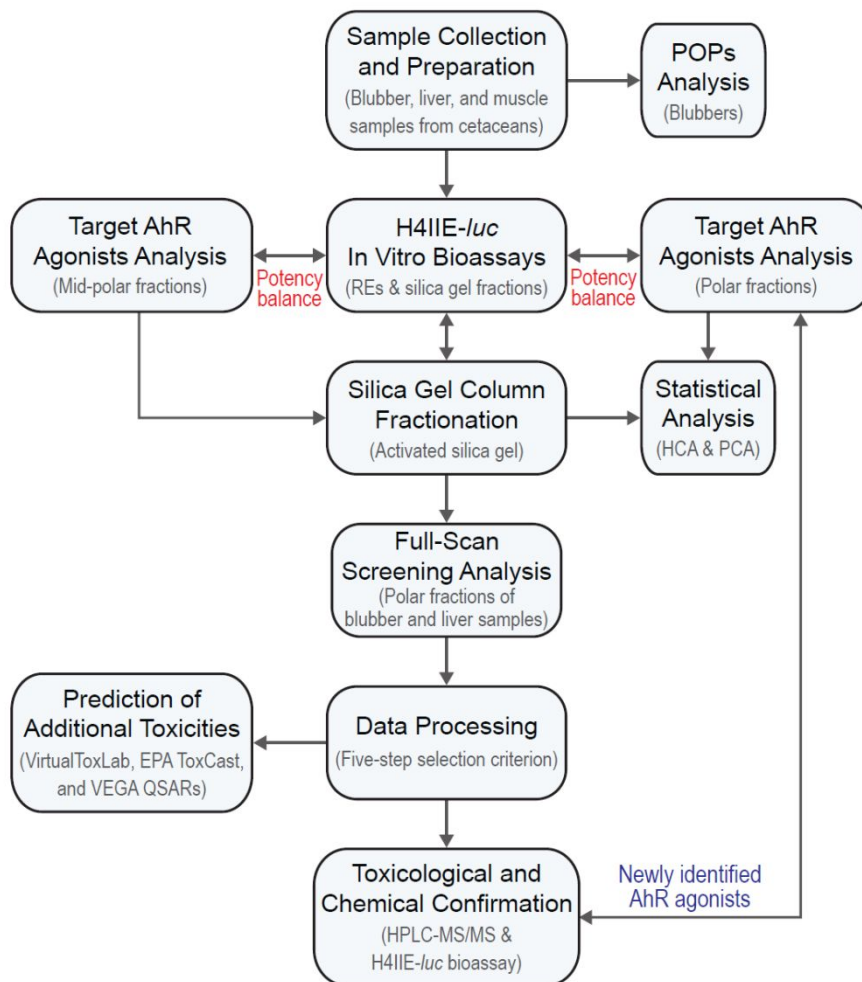 Sample Collection
and Preparation
(Blubber, liver, and muscle
samples from cetaceans)
POPs
Analysis
(Blubbers)
Target AhR
Agonists Analysis
(Mid-polar fractions)
Potency
balance
H4IIE-luc
In Vitro Bioassays
(REs & silica gel fractions)
Potency
balance
Target AhR
Agonists Analysis
(Polar fractions)
Silica Gel Column
Fractionation
(Activated silica gel)
Statistical
Analysis
(HCA & PCA)
Full-Scan
Screening Analysis
(Polar fractions of
blubber and liver samples)
Prediction of
Additional Toxicities
(VirtualToxLab, EPA ToxCast,
and VEGA QSARs)
Data Processing
(Five-step selection criterion)
Toxicological and
Chemical Confirmation
(HPLC-MS/MS &
H4IIE-luc bioassay)
Newly identified
AhR agonists